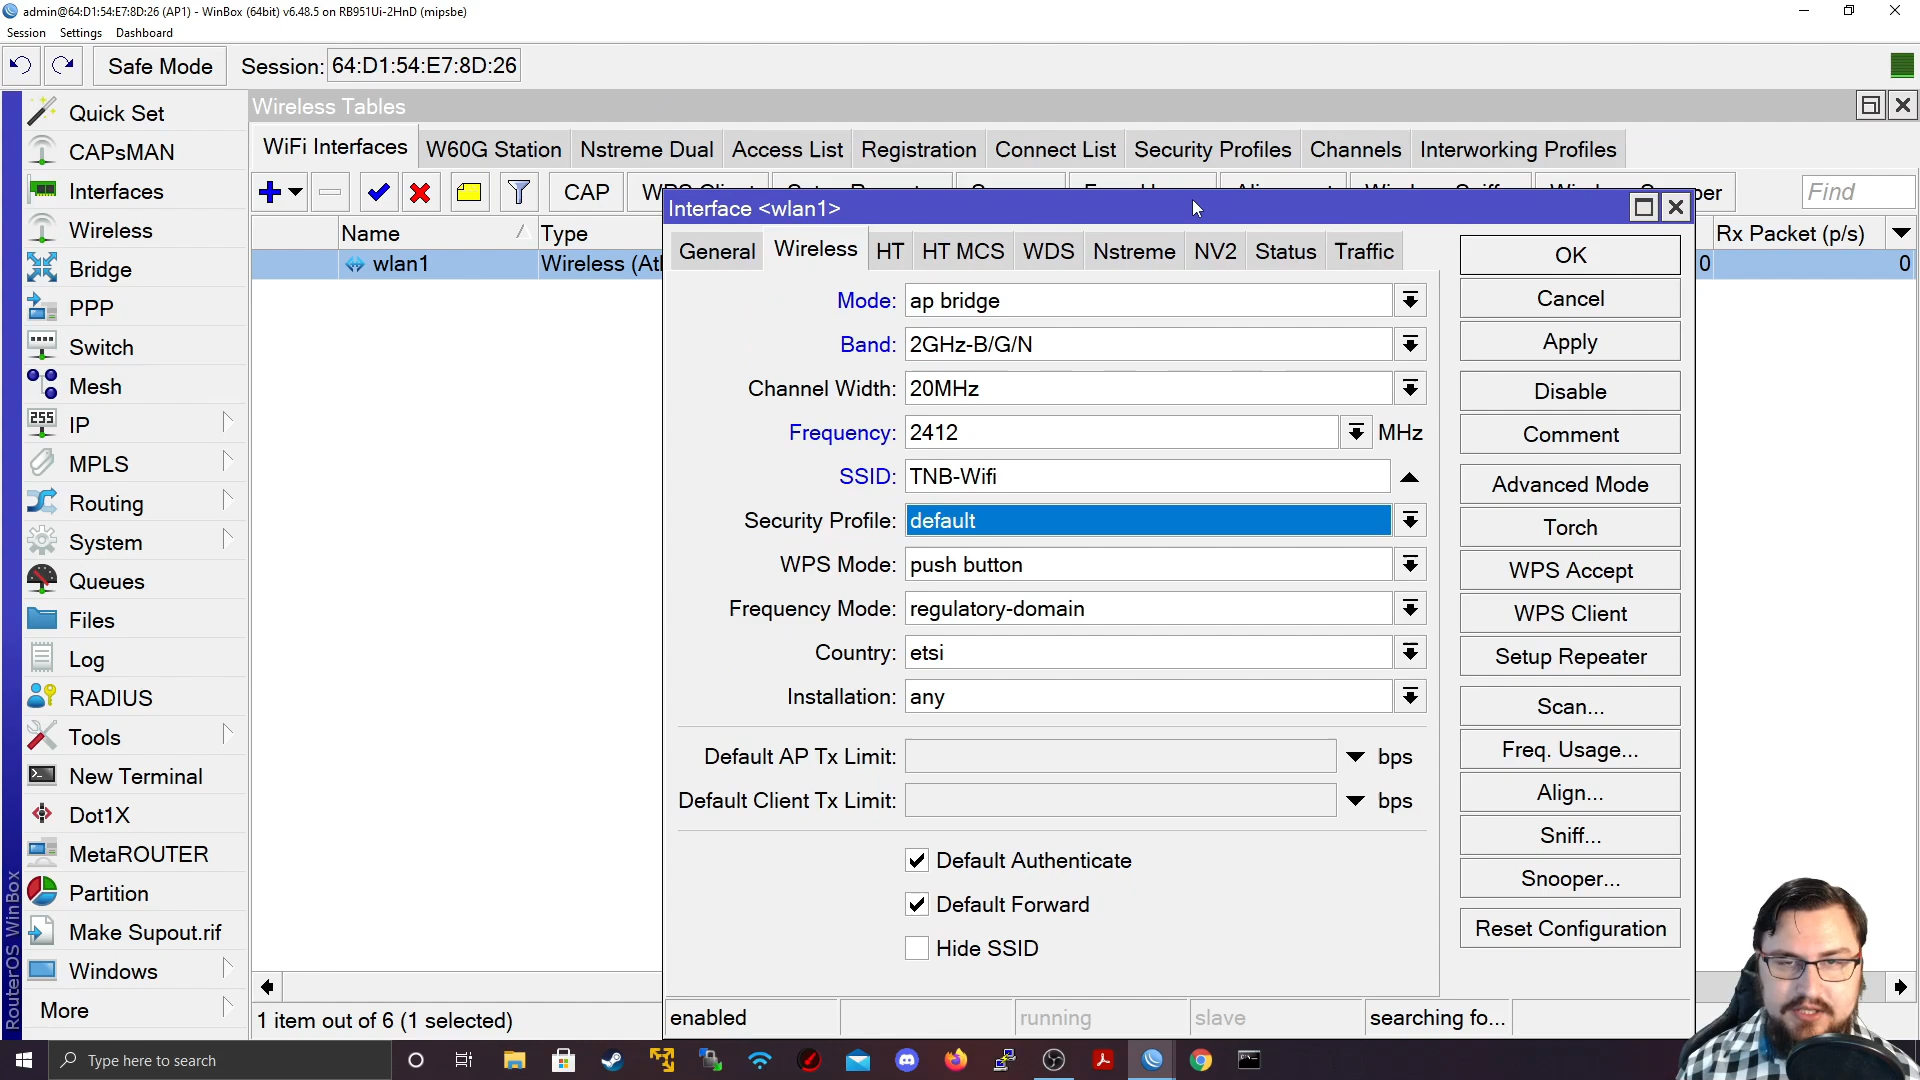 admin@64:D1:54:E7:8D:26 (AP1) - WinBox (64bit) v6.48.5 on RB951Ui-2HnD (mipsbe)
Session Settings Dashboard
Safe Mode Session: 64:D1:54:E7:8D:26
Quick Set
CAPsMAN
Interfaces
Wireless
Bridge
PPP
Switch
Mesh
IP
MPLS
Routing
System
Queues
Files
Log
RADIUS
Tools
New Terminal
Dot1X
MetaROUTER
Partition
Make Supout.rif
Windows
More
RouterOS WinBox
Wireless Tables
WiFi Interfaces W60G Station Nstreme Dual Access List Registration Connect List Security Profiles Channels Interworking Profiles
CAP Find
Name Type Rx Packet (p/s)
wlan1 Wireless (Atl 0 0
Interface <wlan1>
General Wireless HT HT MCS WDS Nstreme NV2 Status Traffic
Mode: ap bridge
Band: 2GHz-B/G/N
Channel Width: 20MHz
Frequency: 2412 MHz
SSID: TNB-Wifi
Security Profile: default
WPS Mode: push button
Frequency Mode: regulatory-domain
Country: etsi
Installation: any
Default AP Tx Limit: bps
Default Client Tx Limit: bps
Default Authenticate
Default Forward
Hide SSID
OK
Cancel
Apply
Disable
Comment
Advanced Mode
Torch
WPS Accept
WPS Client
Setup Repeater
Scan...
Freq. Usage...
Align...
Sniff...
Snooper...
Reset Configuration
enabled running slave searching fo...
1 item out of 6 (1 selected)
Type here to search